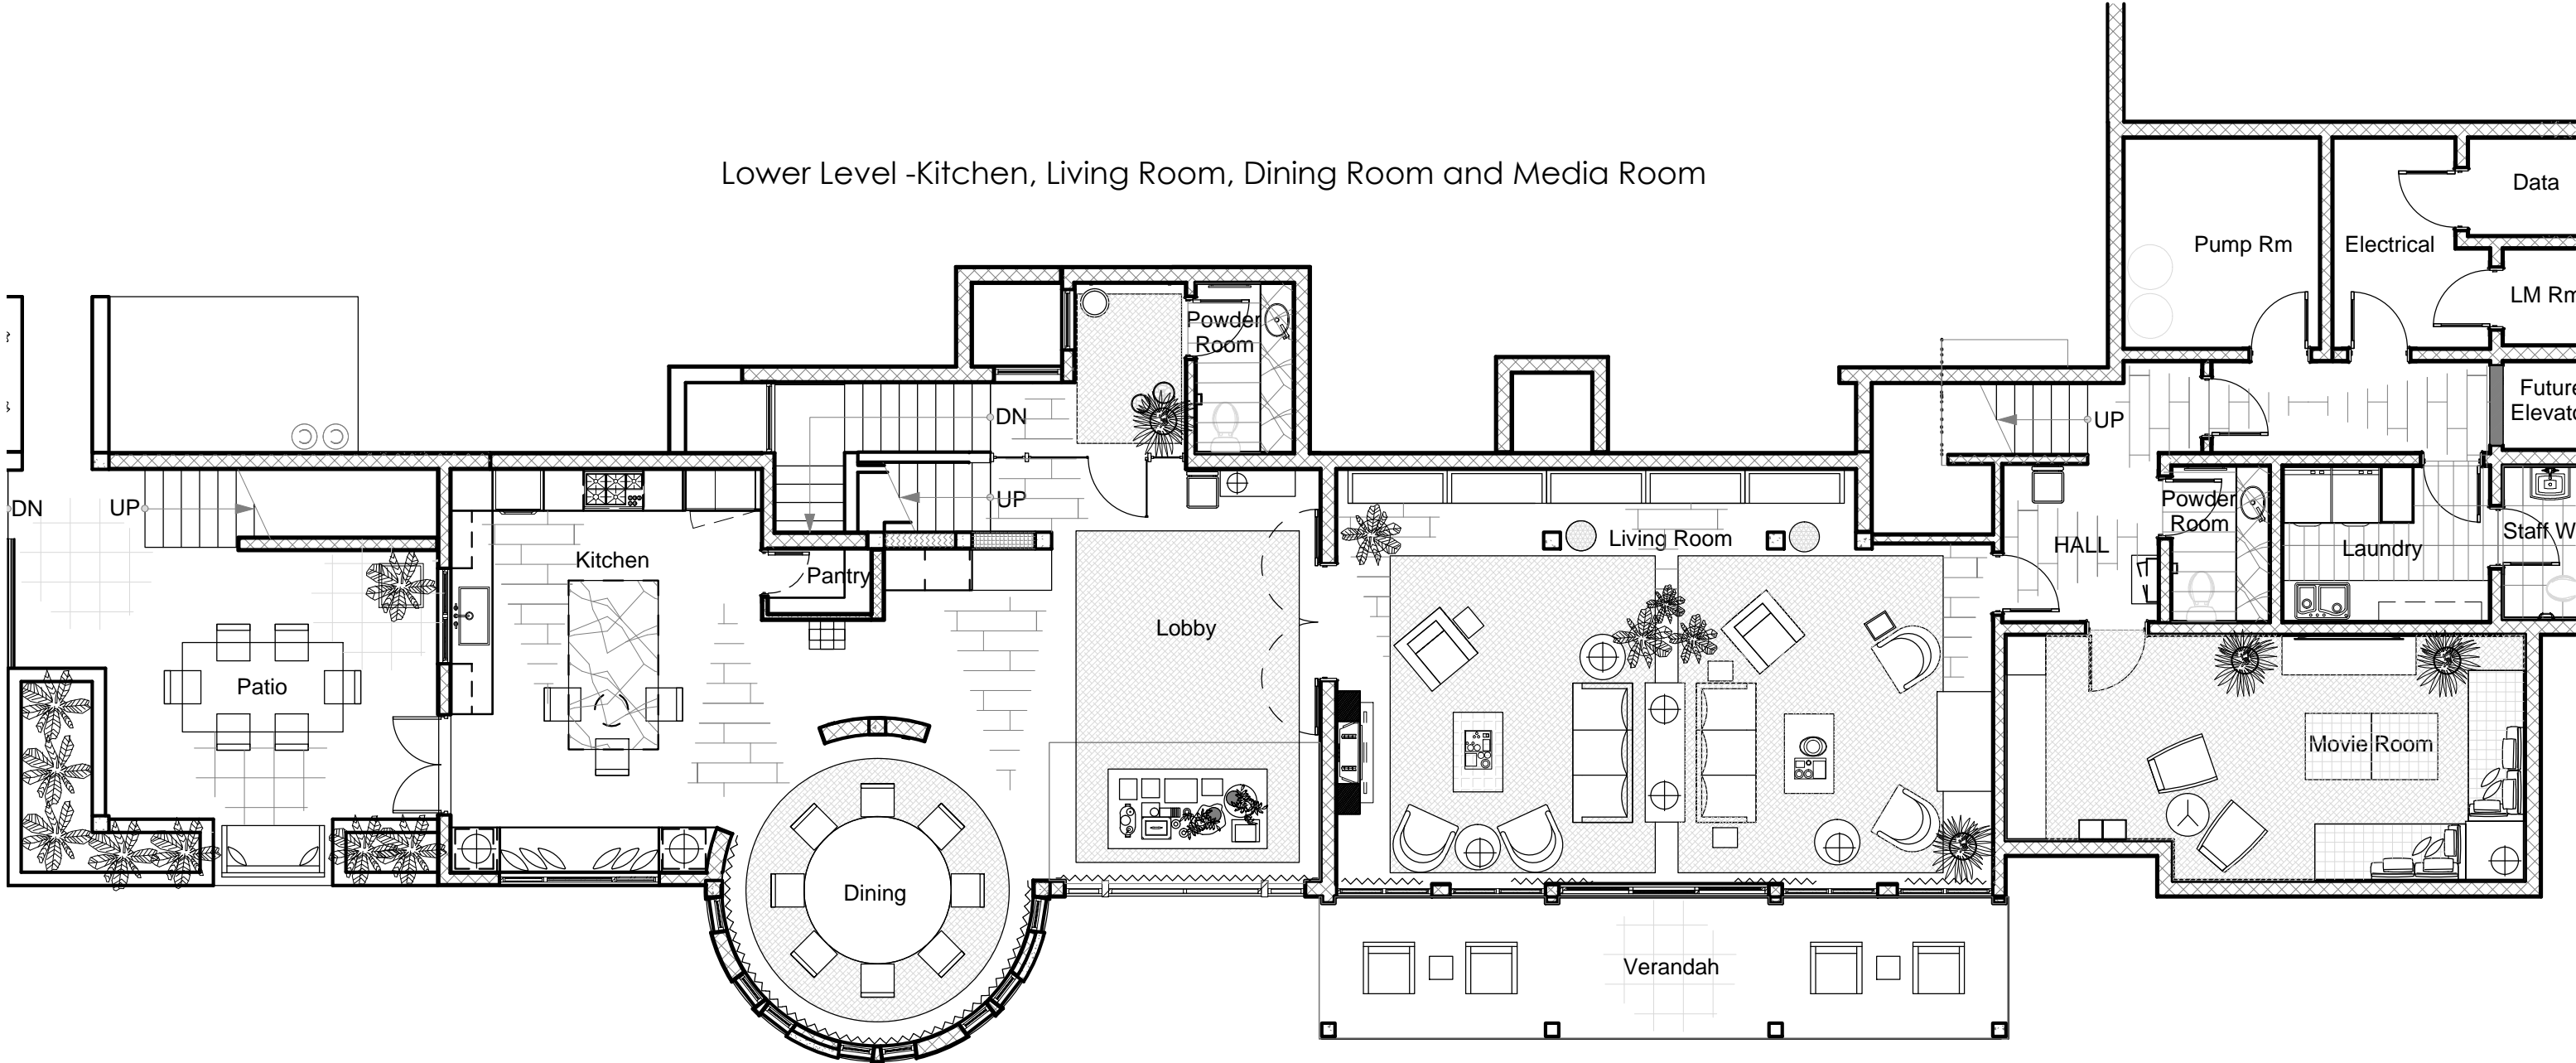 Lower Level -Kitchen, Living Room, Dining Room and Media Room
Data
Pump Rm
Electrical
LM Rm
Powder
Room
Future
DN
UP
DN
UP
UP
Powder
Room
HALL
Laundry
Staff
Living Room
Kitchen
Pantry
Lobby
Patio
Movie Room
Dining
Verandah